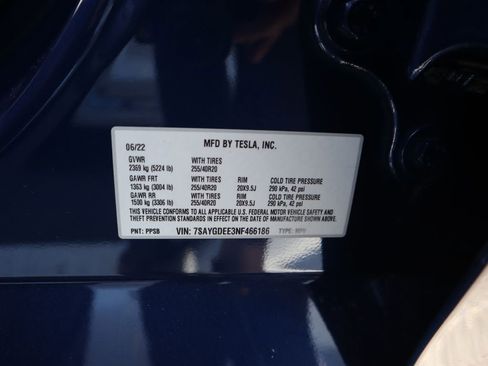 MFD BY TESLA, INC.
06/22
GVWR WITH TIRES
2369 kg (5224 lb) 255/40R20
GAWR FRT WITH TIRES RIM COLD TIRE PRESSURE
1363 kg (3004 lb) 255/40R20 20X9.5J 290 kPa, 42 psi
GAWR RR WITH TIRES RIM COLD TIRE PRESSURE
1500 kg (3306 lb) 255/40R20 20X9.5J 290 kPa, 42 psi
THIS VEHICLE CONFORMS TO ALL APPLICABLE U.S. FEDERAL MOTOR VEHICLE SAFETY AND
THEFT PREVENTION STANDARDS IN EFFECT ON THE DATE OF MANUFACTURE SHOWN ABOVE.
PNT: PPSB VIN: 7SAYGDEE3NF466186 TYPE: MPV